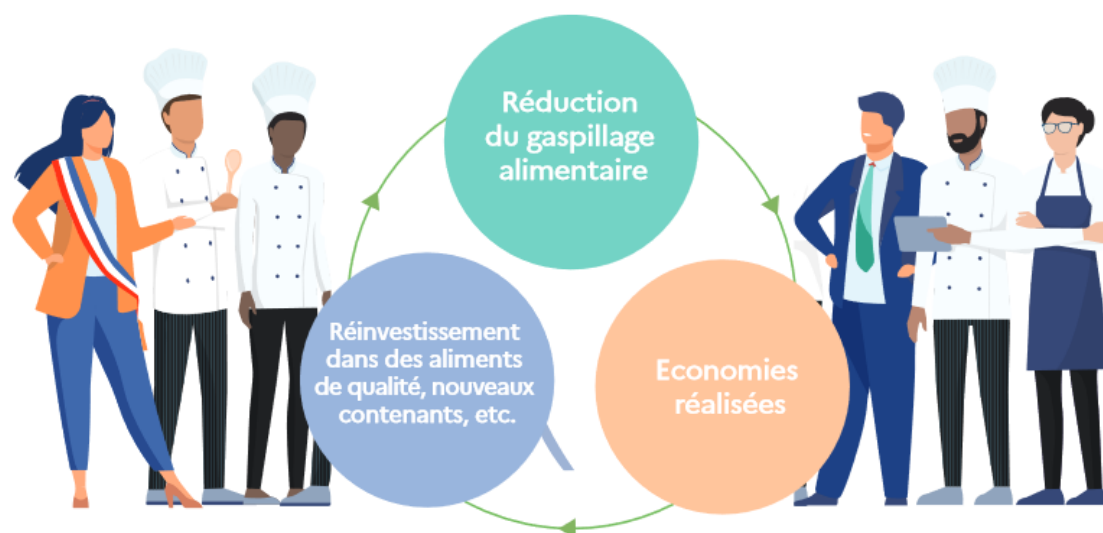 Réduction
du gaspillage
alimentaire
Economies
réalisées
Réinvestissement
dans des aliments
de qualité, nouveaux
contenants, etc.